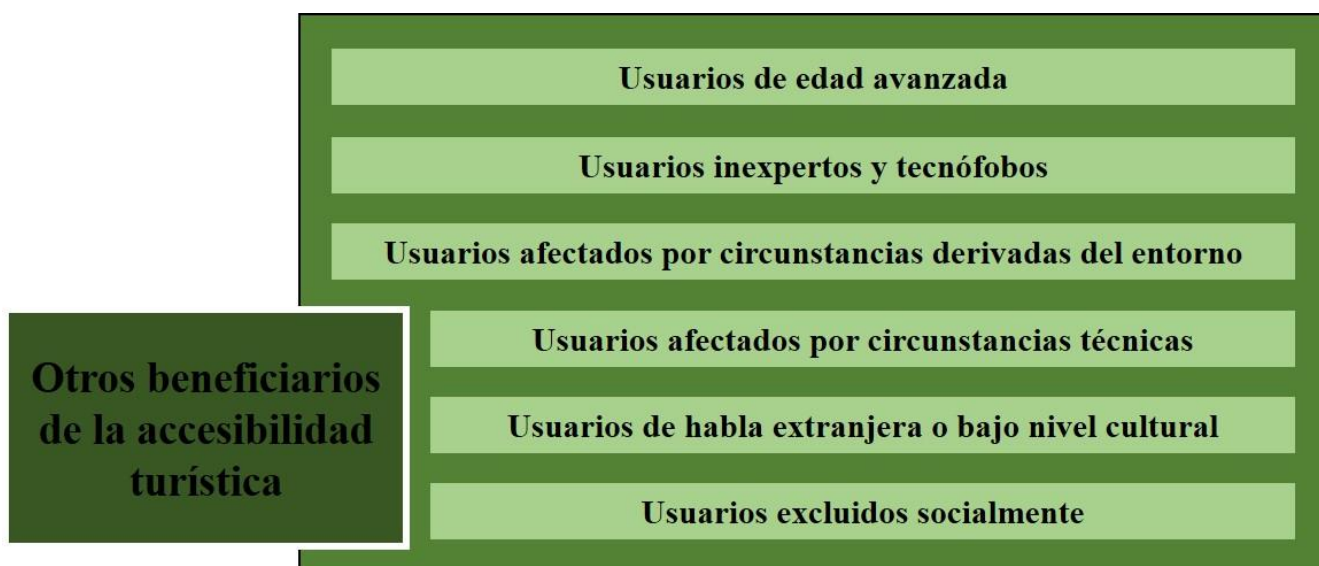 Usuarios de edad avanzada
Usuarios inexpertos y tecnófobos
Usuarios afectados por circunstancias derivadas del entorno
Usuarios afectados por circunstancias técnicas
Usuarios de habla extranjera o bajo nivel cultural
Usuarios excluidos socialmente
Otros beneficiarios
de la accesibilidad
turística